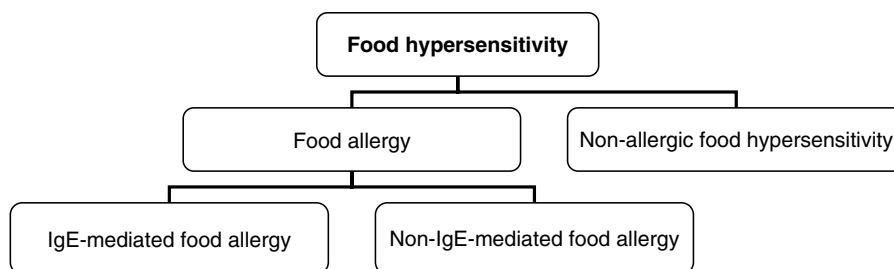 Food hypersensitivity
Food allergy
Non-allergic food hypersensitivity
IgE-mediated food allergy
Non-IgE-mediated food allergy